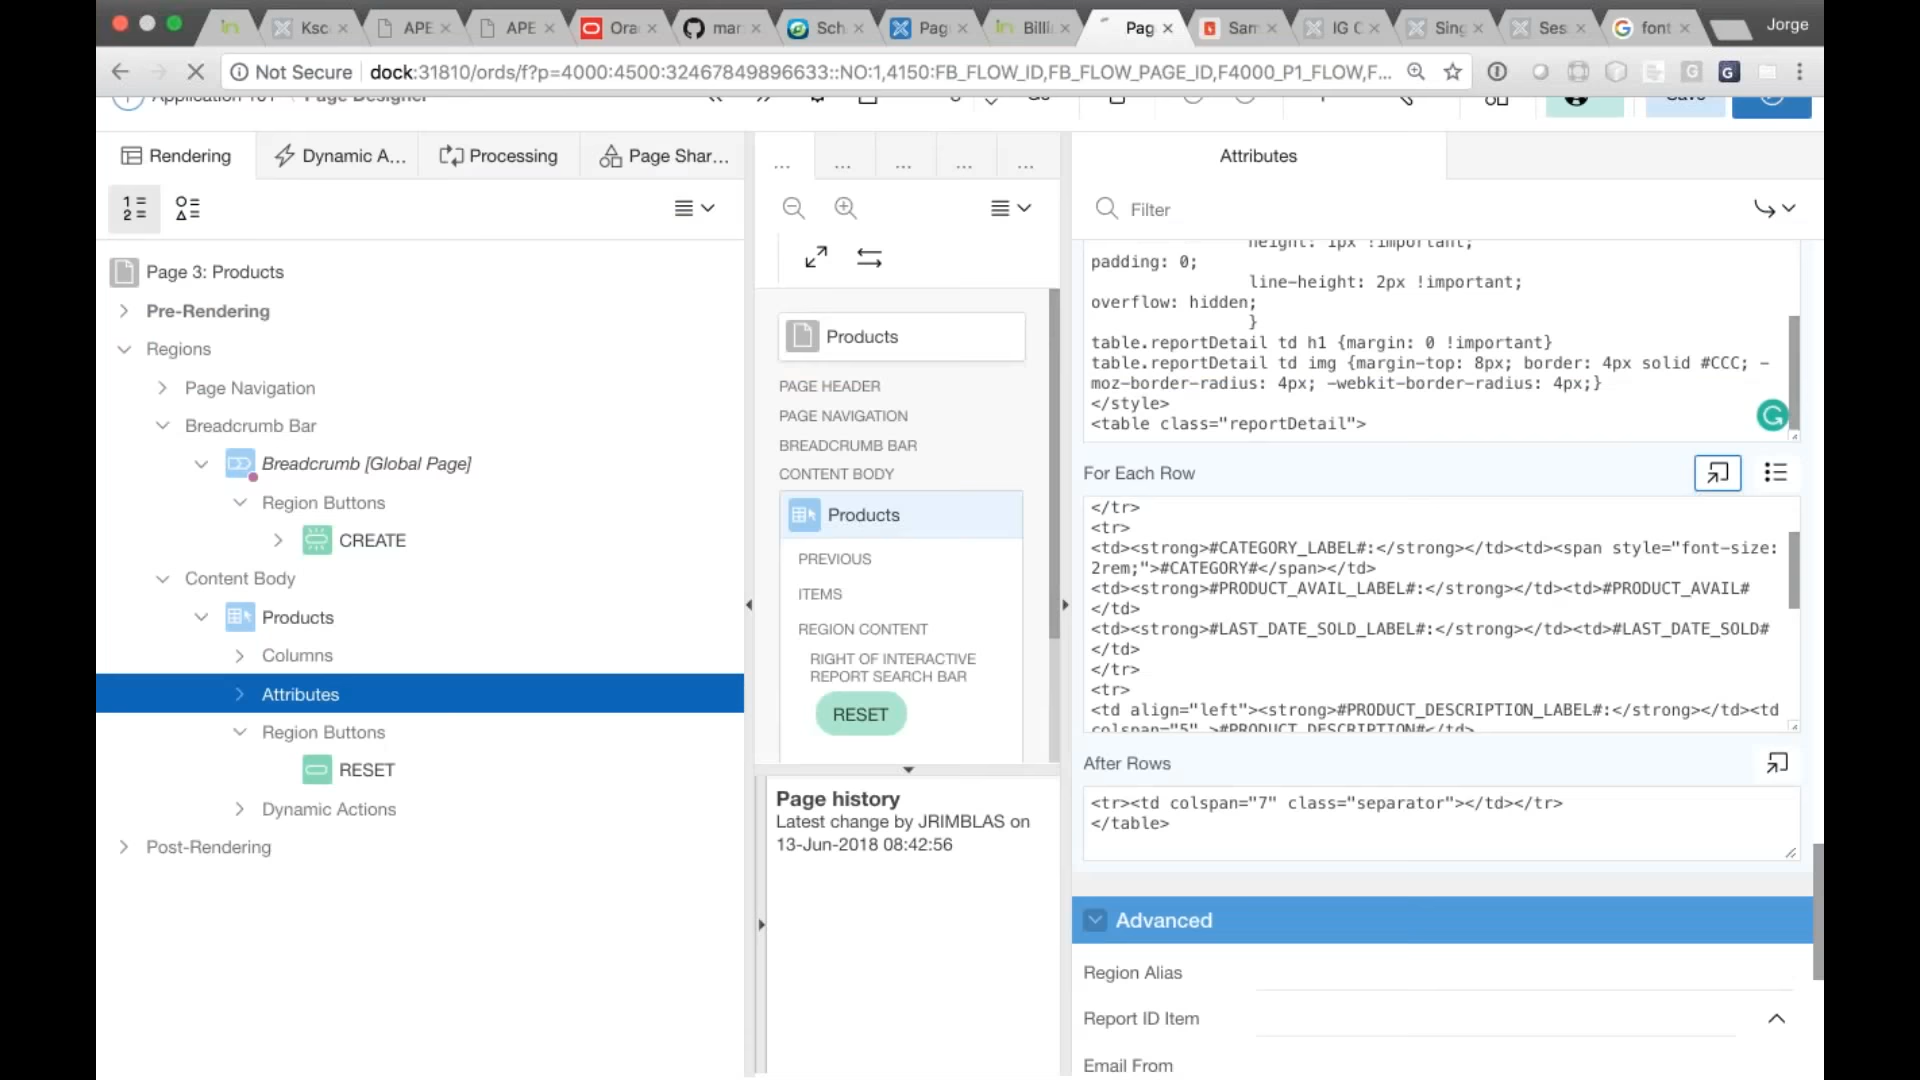 Ksc
APE
APE
Ora
mar
Sch
Pag
Billi
Pag
Sam
IG C
Sing
Ses
font
Jorge
Not Secure
dock:31810/ords/f?p=4000:4500:32467849896633::NO:1,4150:FB_FLOW_ID,FB_FLOW_PAGE_ID,F4000_P1_FLOW,F...
Page Designer
Save
Rendering
Dynamic A...
Processing
Page Shar...
...
...
...
...
...
Attributes
Filter
Page 3: Products
Pre-Rendering
Regions
Page Navigation
Breadcrumb Bar
Breadcrumb [Global Page]
Region Buttons
CREATE
Content Body
Products
Columns
Attributes
Region Buttons
RESET
Dynamic Actions
Post-Rendering
Products
PAGE HEADER
PAGE NAVIGATION
BREADCRUMB BAR
CONTENT BODY
Products
PREVIOUS
ITEMS
REGION CONTENT
RIGHT OF INTERACTIVE
REPORT SEARCH BAR
RESET
Page history
Latest change by JRIMBLAS on
13-Jun-2018 08:42:56
height: 1px !important;
padding: 0;
line-height: 2px !important;
overflow: hidden;
}
table.reportDetail td h1 {margin: 0 !important}
table.reportDetail td img {margin-top: 8px; border: 4px solid #CCC; -
moz-border-radius: 4px; -webkit-border-radius: 4px;}
</style>
<table class="reportDetail">
For Each Row
</tr>
<tr>
<td><strong>#CATEGORY_LABEL#:</strong></td><td><span style="font-size:
2rem;">#CATEGORY#</span></td>
<td><strong>#PRODUCT_AVAIL_LABEL#:</strong></td><td>#PRODUCT_AVAIL#
</td>
<td><strong>#LAST_DATE_SOLD_LABEL#:</strong></td><td>#LAST_DATE_SOLD#
</td>
</tr>
<tr>
<td align="left"><strong>#PRODUCT_DESCRIPTION_LABEL#:</strong></td><td
colspan="5" >#PRODUCT_DESCRIPTION#</td>
After Rows
<tr><td colspan="7" class="separator"></td></tr>
</table>
Advanced
Region Alias
Report ID Item
Email From